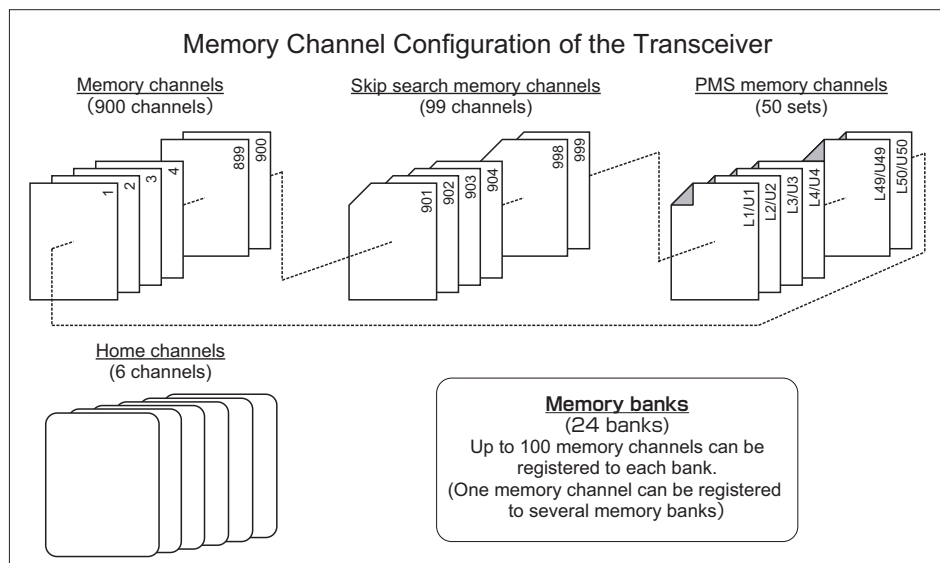 Memory Channel Configuration of the Transceiver
Memory channels
(900 channels)
1
2
3
4
899
900
Skip search memory channels
(99 channels)
901
902
903
904
998
999
PMS memory channels
(50 sets)
L1/U1
L2/U2
L3/U3
L4/U4
L49/U49
L50/U50
Home channels
(6 channels)
Memory banks
(24 banks)
Up to 100 memory channels can be
registered to each bank.
(One memory channel can be registered
to several memory banks)